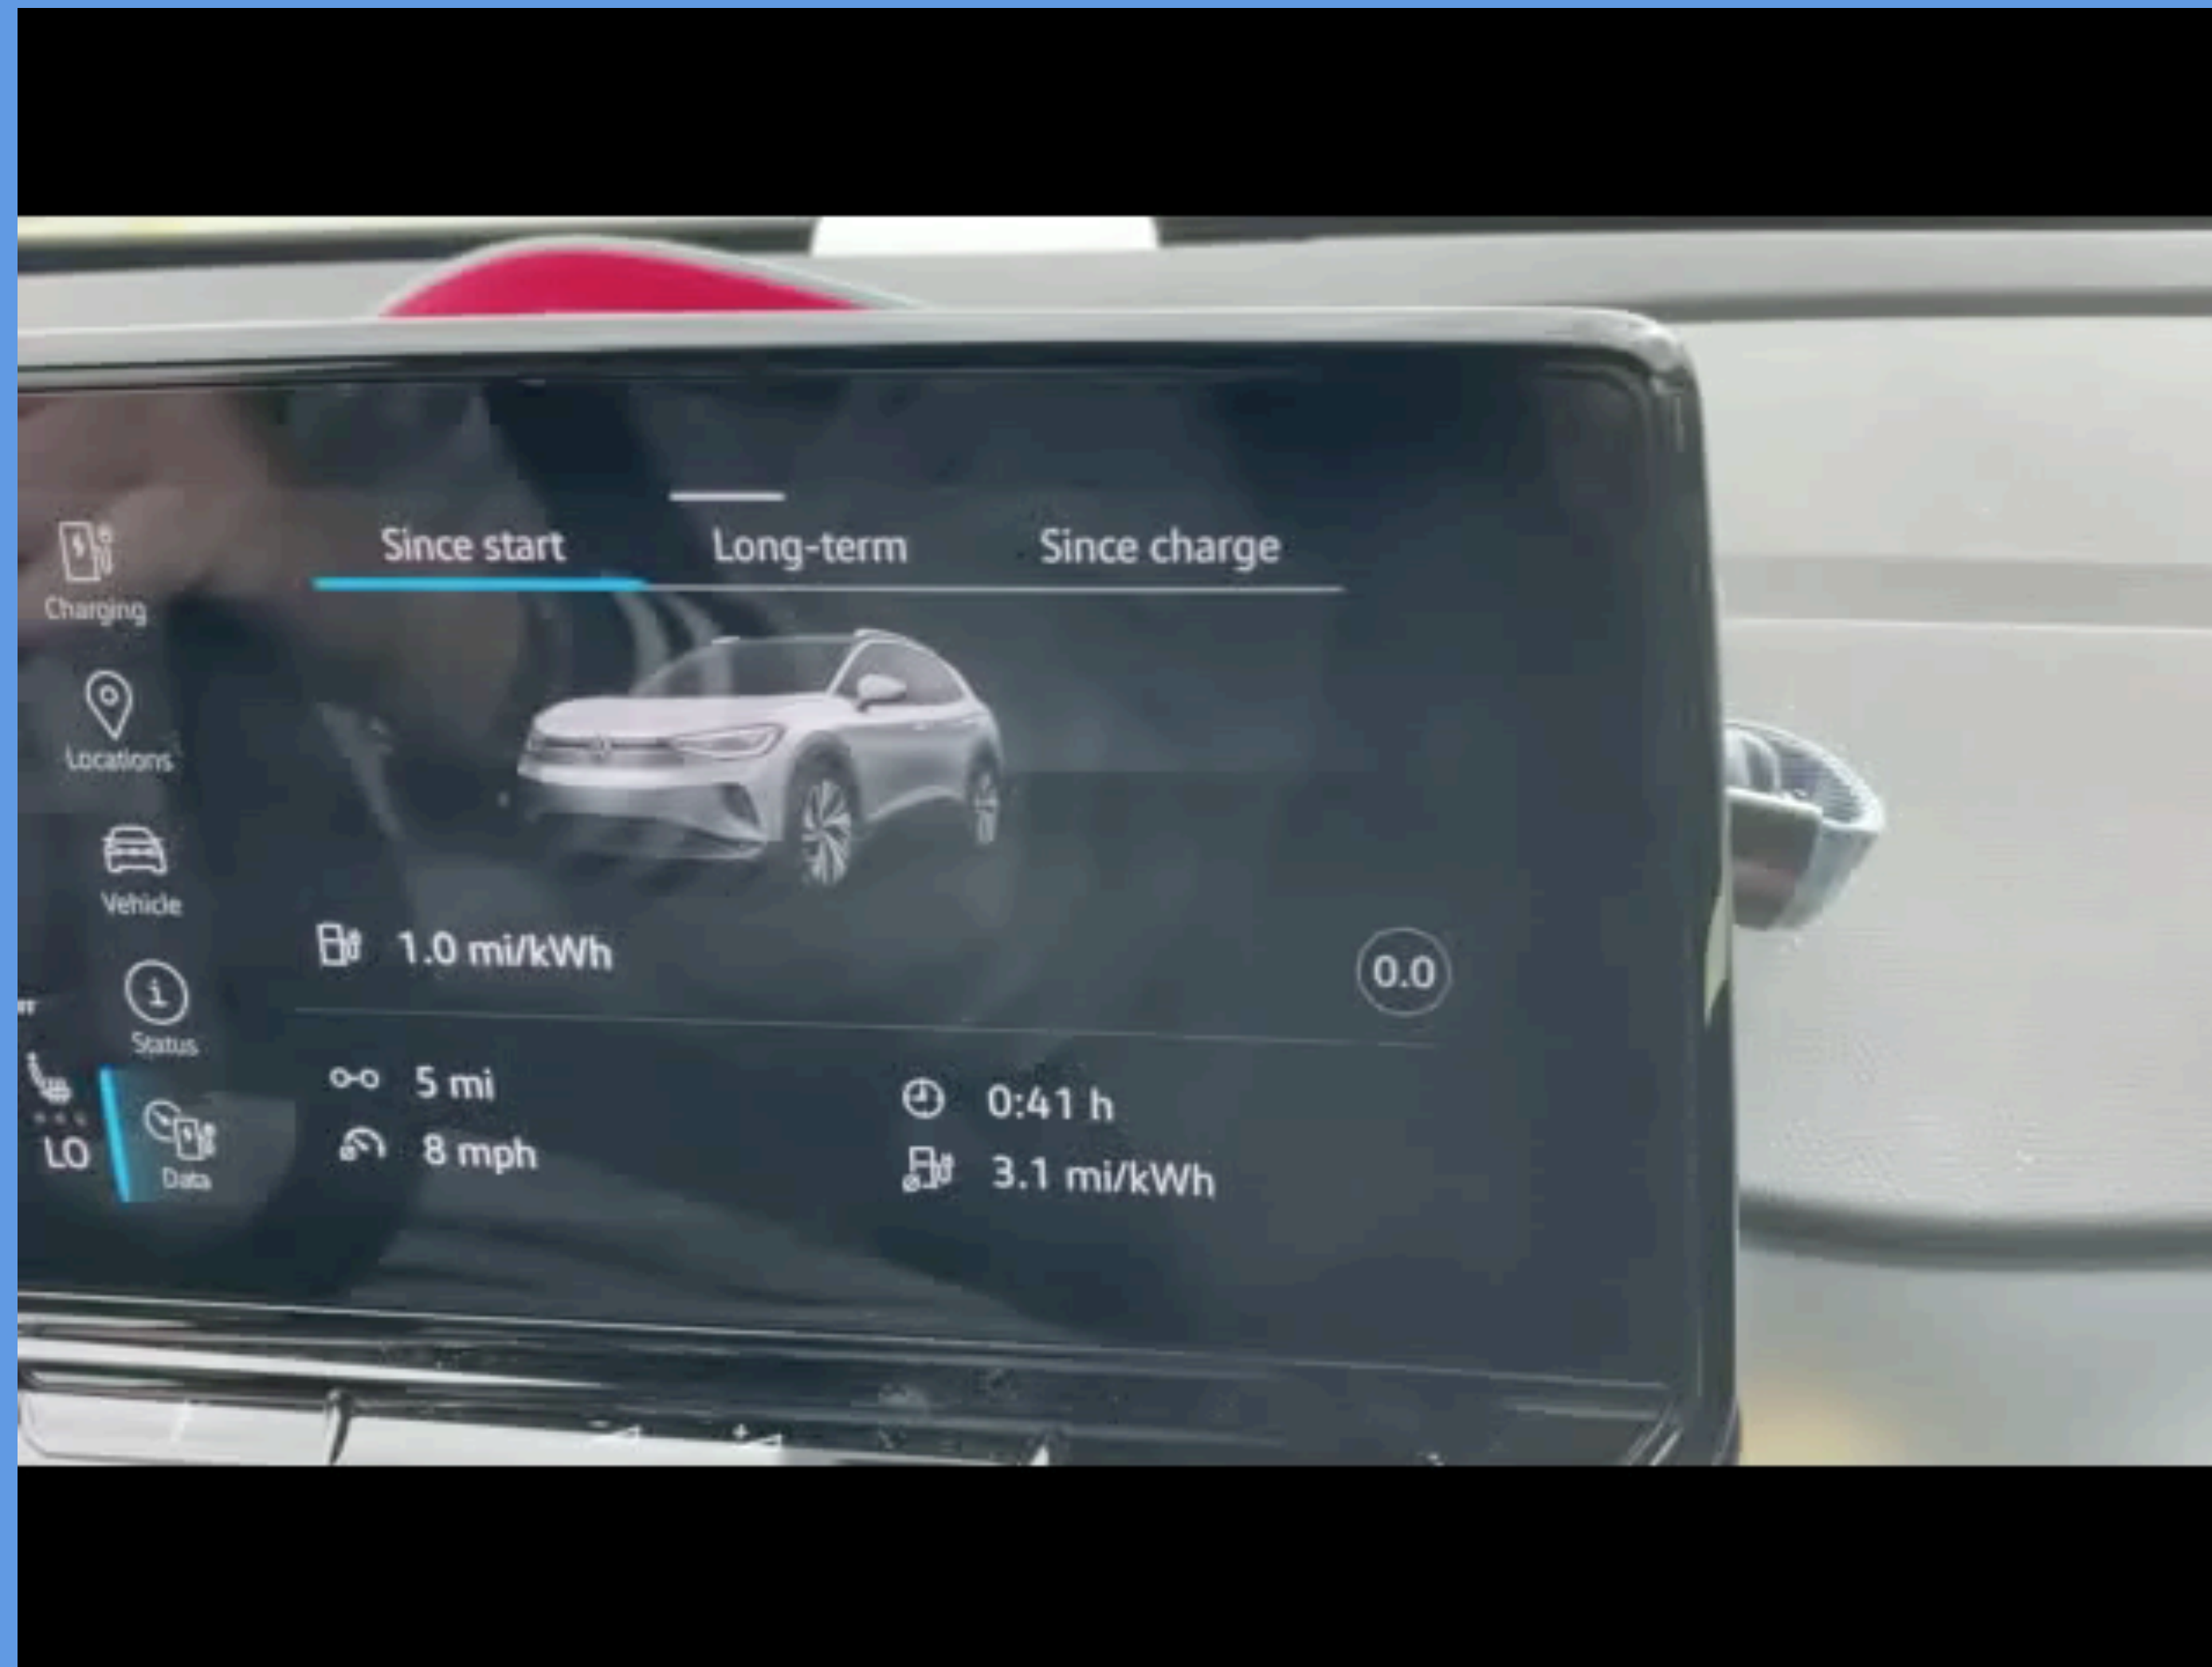 Since start Long-term Since charge
Charging
Locations
Vehicle
1.0 mi/kWh
0.0
Status
5 mi 0:41 h
LO
8 mph 3.1 mi/kWh
Data